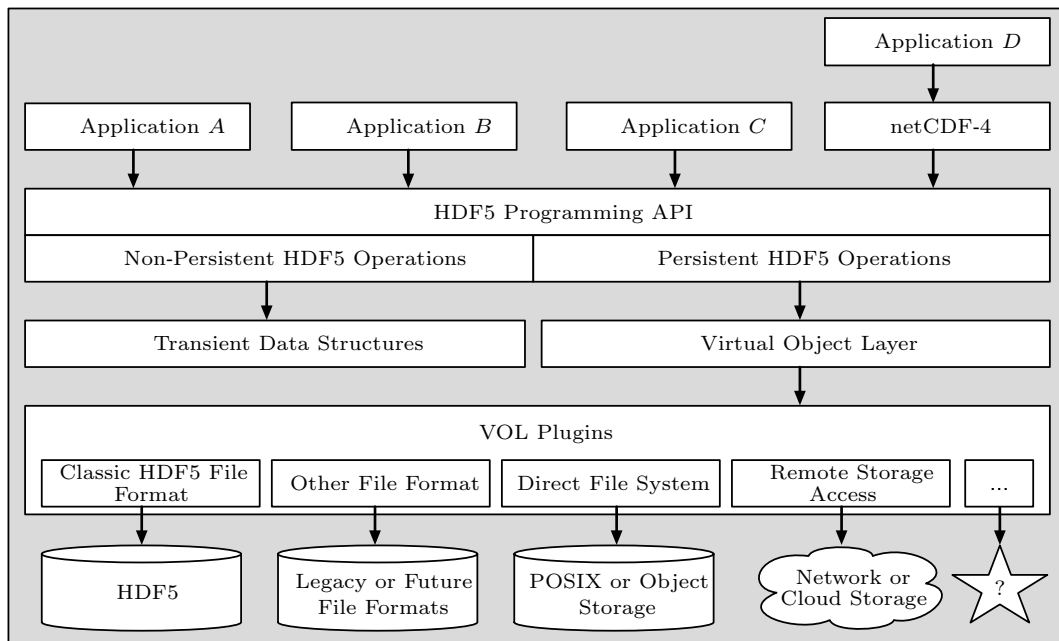 Application D
Application A
Application B
Application C
netCDF-4
HDF5 Programming API
Non-Persistent HDF5 Operations
Persistent HDF5 Operations
Transient Data Structures
Virtual Object Layer
VOL Plugins
Classic HDF5 File
Format
Other File Format
Direct File System
Remote Storage
Access
...
HDF5
Legacy or Future
File Formats
POSIX or Object
Storage
Network or
Cloud Storage
?